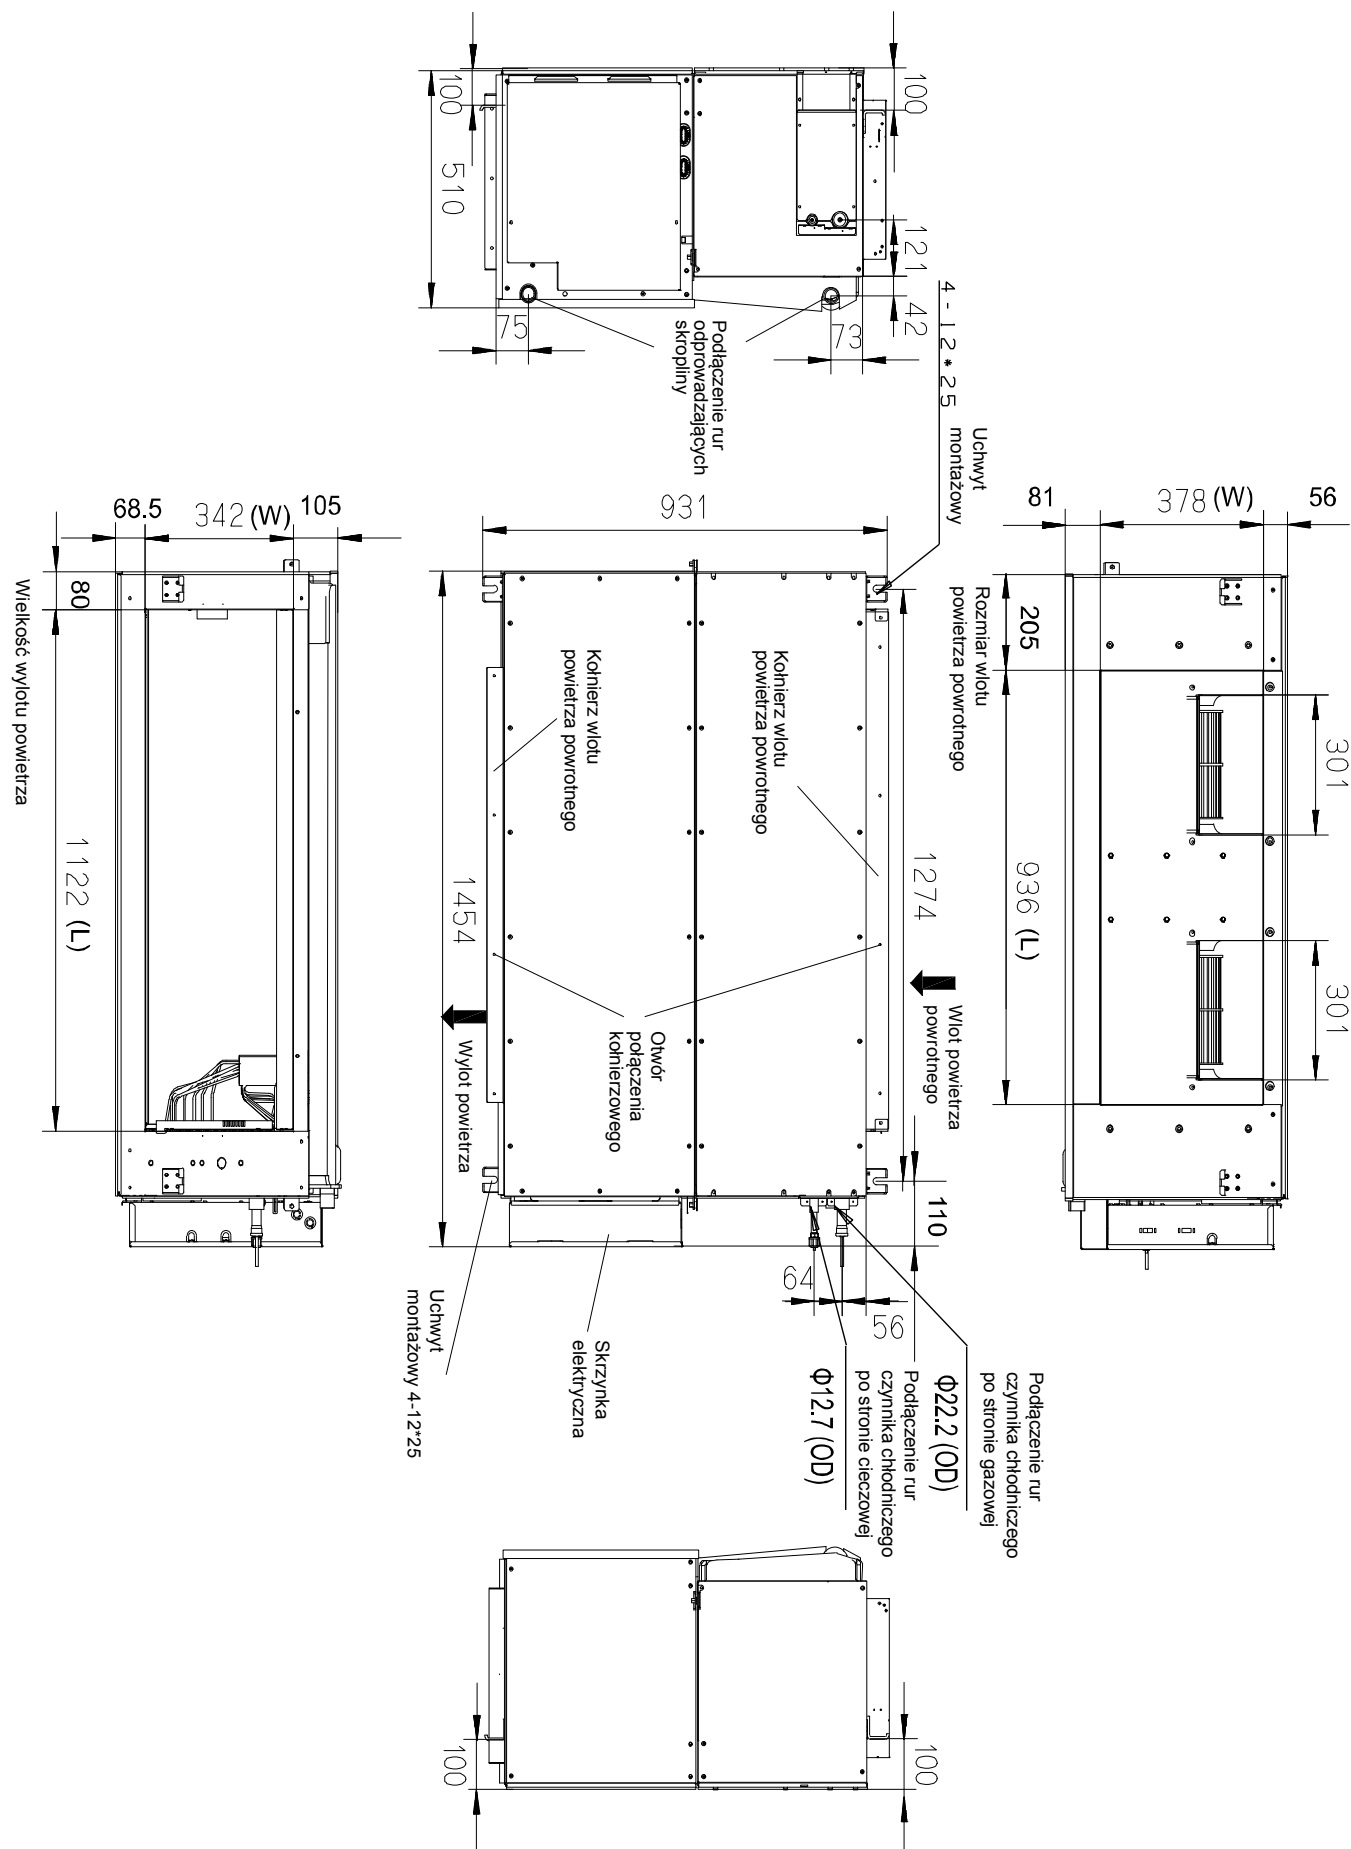 100
510
100
121
42
75
73
Podłączenie rur
odprowadzających
skropliny
4-12*25
Uchwyt
montażowy
68.5
342 (W)
105
80
1122 (L)
Wielkość wylotu powietrza
931
1454
1274
Kołnierz wlotu
powietrza powrotnego
Kołnierz wlotu
powietrza powrotnego
Otwór
połączenia
kołnierzowego
Wylot powietrza
Wlot powietrza
powrotnego
110
64
56
Uchwyt
montażowy 4-12*25
Skrzynka
elektryczna
Podłączenie rur
czynnika chłodniczego
po stronie cieczowej
Φ12.7 (OD)
Podłączenie rur
czynnika chłodniczego
po stronie gazowej
Φ22.2 (OD)
81
378 (W)
56
Rozmiar wlotu
powietrza powrotnego
205
936 (L)
301
301
100
100